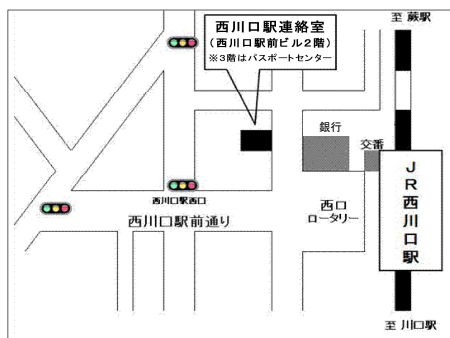 至 蕨駅
西川口駅連絡室
(西川口駅前ビル2階)
※3階はパスポートセンター
銀行
交番
JR西川口駅
西川口駅西口
西川口駅前通り
西口
ロータリー
至 川口駅